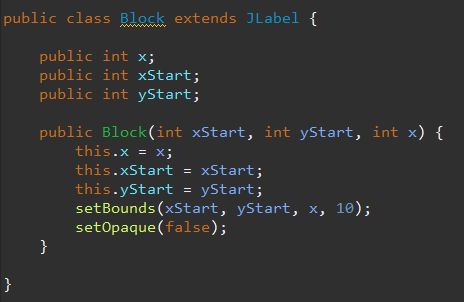 public class Block extends JLabel {
public int x;
public int xStart;
public int yStart;
public Block(int xStart, int yStart, int x) {
this.x = x;
this.xStart = xStart;
this.yStart = yStart;
setBounds(xStart, yStart, x, 10);
setOpaque(false);
}
}